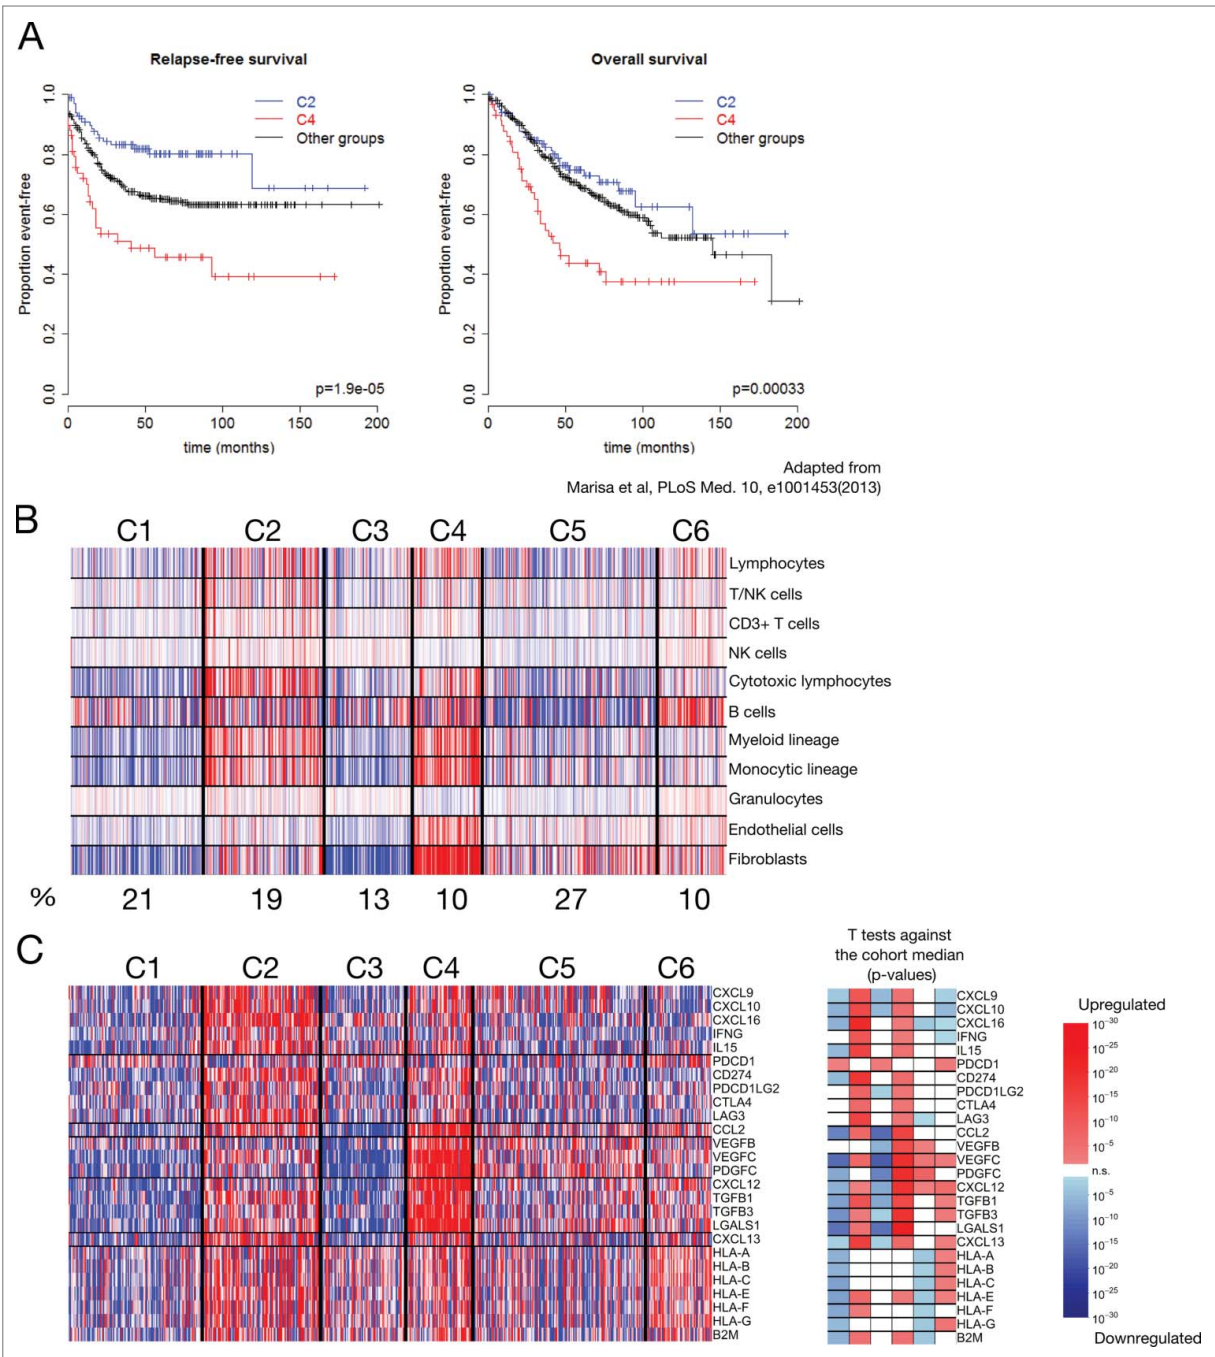 A
Relapse-free survival
Proportion event-free
1.0
0.8
0.6
0.4
0.2
0.0
C2
C4
Other groups
p=1.9e-05
0 50 100 150 200
time (months)
Overall survival
Proportion event-free
1.0
0.8
0.6
0.4
0.2
0.0
C2
C4
Other groups
p=0.00033
0 50 100 150 200
time (months)
Adapted from
Marisa et al, PLoS Med. 10, e1001453(2013)
B
C1 C2 C3 C4 C5 C6
Lymphocytes
T/NK cells
CD3+ T cells
NK cells
Cytotoxic lymphocytes
B cells
Myeloid lineage
Monocytic lineage
Granulocytes
Endothelial cells
Fibroblasts
% 21 19 13 10 27 10
C
C1 C2 C3 C4 C5 C6
CXCL9
CXCL10
CXCL16
IFNG
IL15
PDCD1
CD274
PDCD1LG2
CTLA4
LAG3
CCL2
VEGFB
VEGFC
PDGFC
CXCL12
TGFB1
TGFB3
LGALS1
CXCL13
HLA-A
HLA-B
HLA-C
HLA-E
HLA-F
HLA-G
B2M
T tests against
the cohort median
(p-values)
CXCL9
CXCL10
CXCL16
IFNG
IL15
PDCD1
CD274
PDCD1LG2
CTLA4
LAG3
CCL2
VEGFB
VEGFC
PDGFC
CXCL12
TGFB1
TGFB3
LGALS1
CXCL13
HLA-A
HLA-B
HLA-C
HLA-E
HLA-F
HLA-G
B2M
Upregulated
10⁻³⁰
10⁻²⁵
10⁻²⁰
10⁻¹⁵
10⁻¹⁰
10⁻⁵
n.s.
10⁻⁵
10⁻¹⁰
10⁻¹⁵
10⁻²⁰
10⁻²⁵
10⁻³⁰
Downregulated